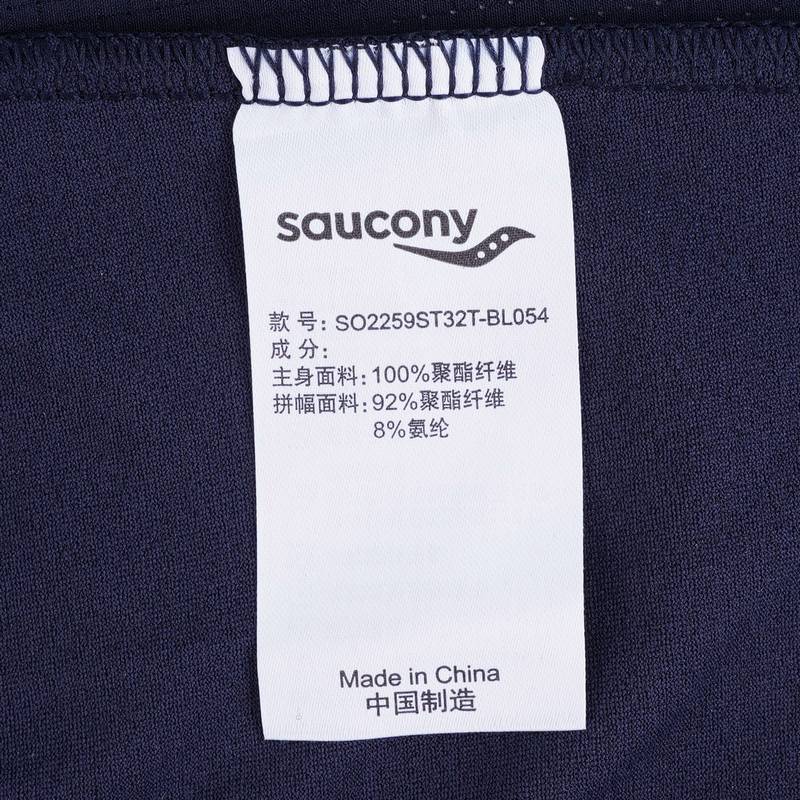 saucony
款 号: SO2259ST32T-BL054
成 分:
主身面料: 100%聚酯纤维
拼幅面料: 92%聚酯纤维
8%氨纶
Made in China
中国制造